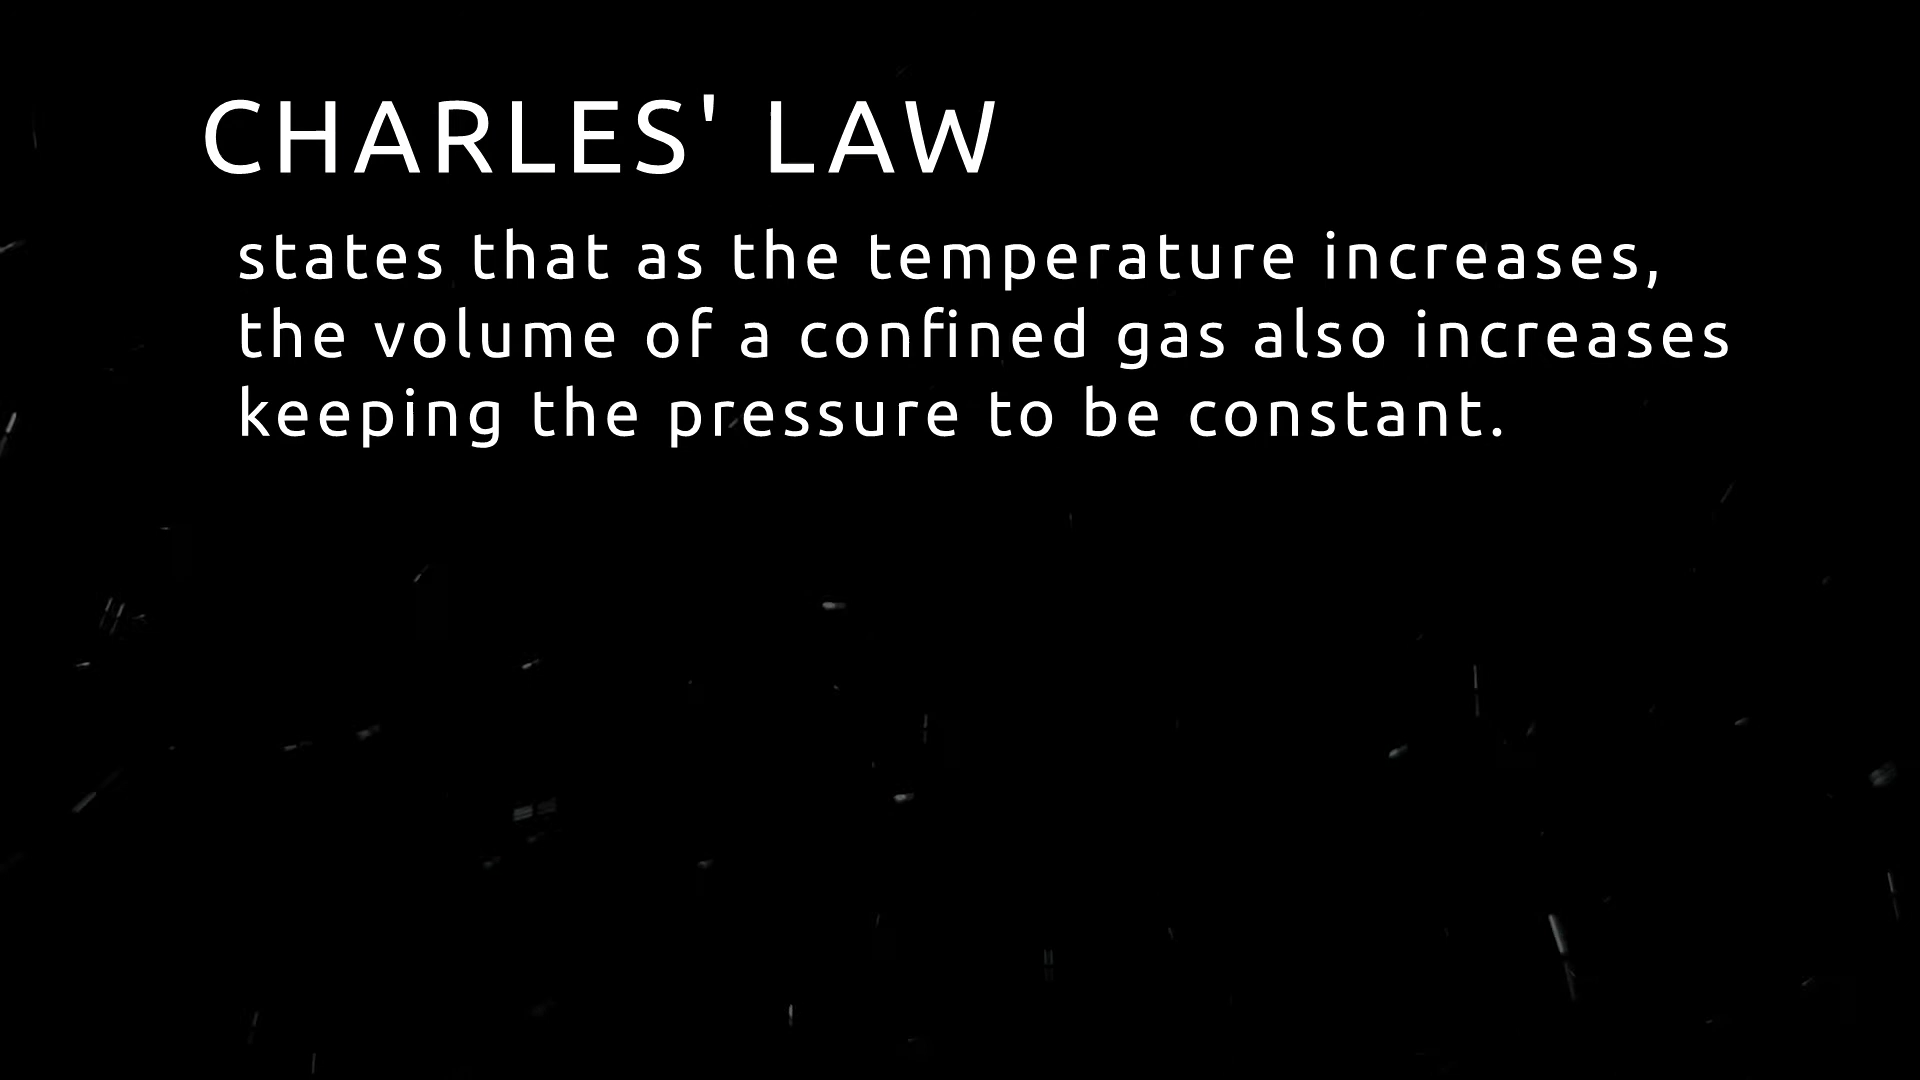 CHARLES' LAW
states that as the temperature increases,
the volume of a confined gas also increases
keeping the pressure to be constant.